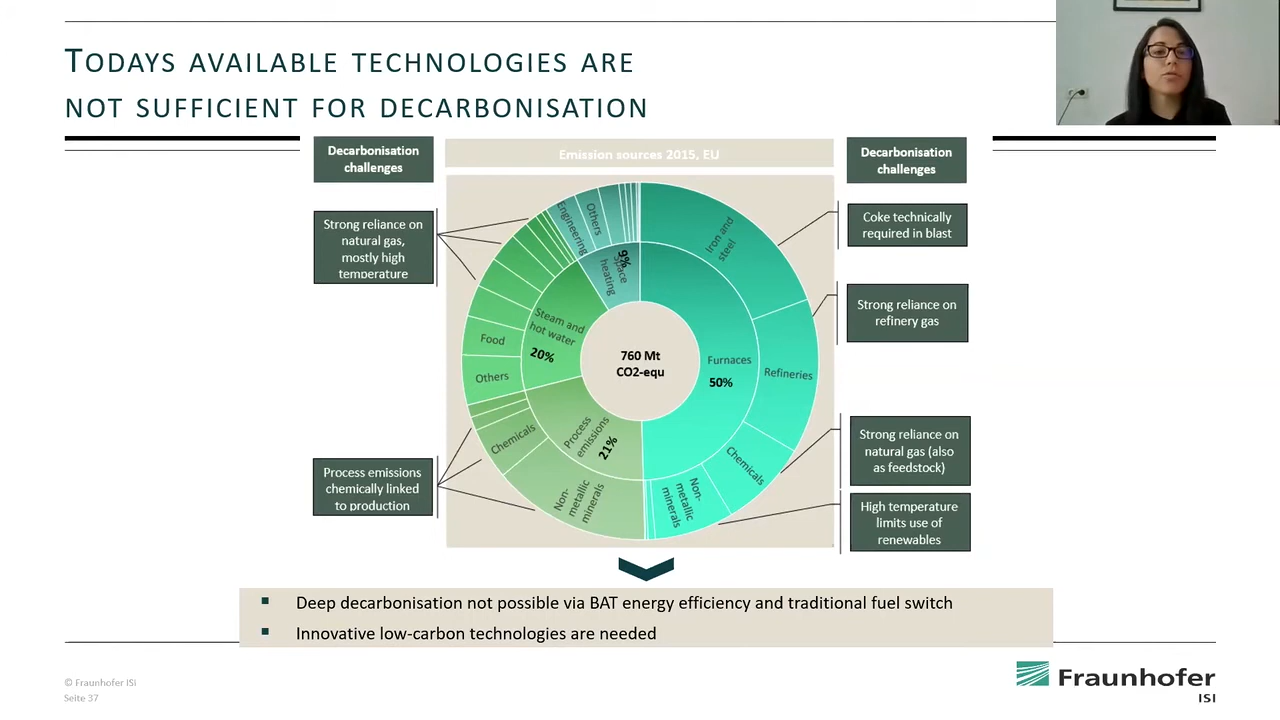 TODAYS AVAILABLE TECHNOLOGIES ARE
NOT SUFFICIENT FOR DECARBONISATION
Decarbonisation
challenges
Strong reliance on
natural gas,
mostly high
temperature
Process emissions
chemically linked
to production
Emission sources 2015, EU
Engineering
Others
9%
Space
heating
Steam and
hot water
20%
Food
Others
Chemicals
Process
emissions
21%
Non-
metallic
minerals
760 Mt
CO2-equ
Iron and
steel
Furnaces
50%
Refineries
Chemicals
Non-
metallic
minerals
Decarbonisation
challenges
Coke technically
required in blast
Strong reliance on
refinery gas
Strong reliance on
natural gas (also
as feedstock)
High temperature
limits use of
renewables
▪ Deep decarbonisation not possible via BAT energy efficiency and traditional fuel switch
▪ Innovative low-carbon technologies are needed
© Fraunhofer ISI
Seite 37
Fraunhofer
ISI